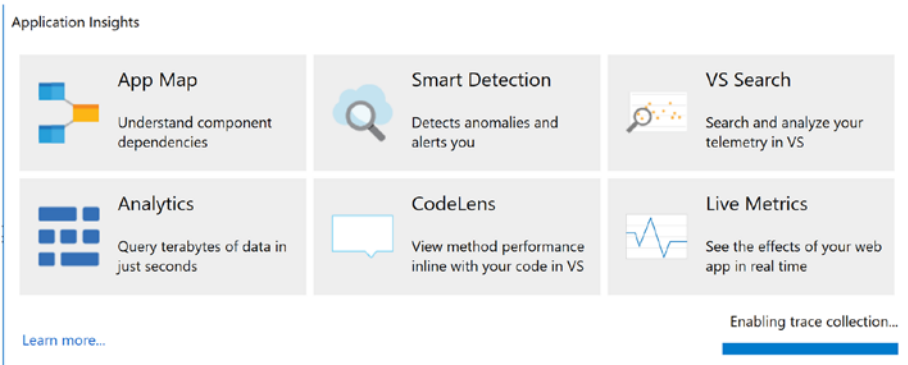 Application Insights
App Map
Understand component
dependencies
Smart Detection
Detects anomalies and
alerts you
VS Search
Search and analyze your
telemetry in VS
Analytics
Query terabytes of data in
just seconds
CodeLens
View method performance
inline with your code in VS
Live Metrics
See the effects of your web
app in real time
Enabling trace collection...
Learn more...